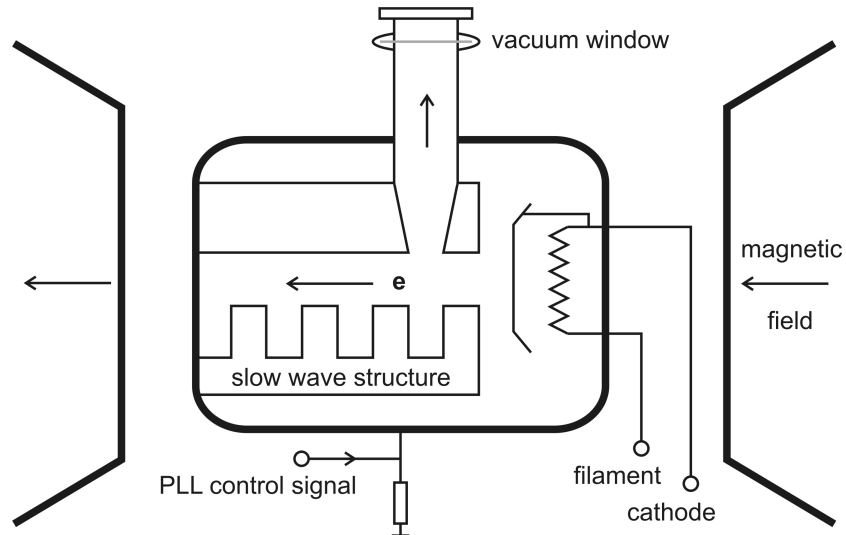 vacuum window
magnetic
field
e
slow wave structure
PLL control signal
filament
cathode